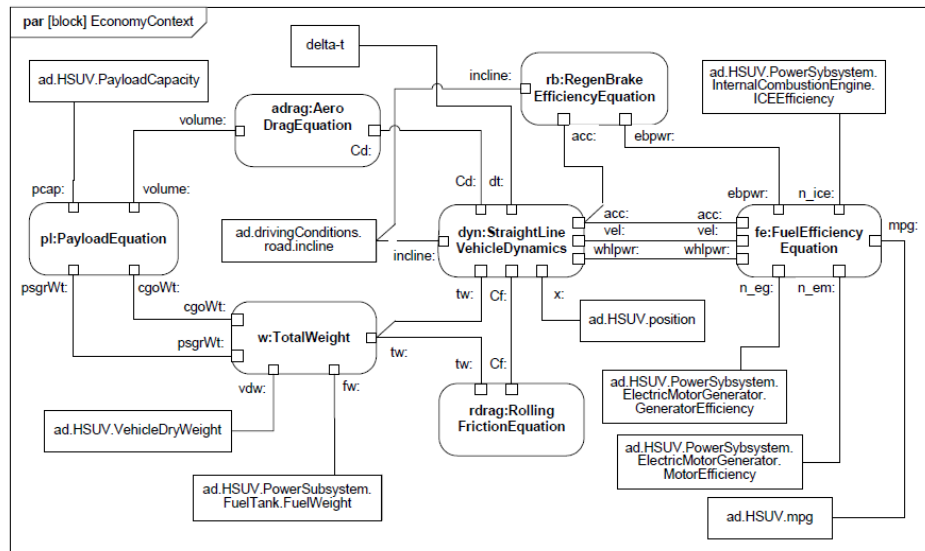 par [block] EconomyContext
delta-t
ad.HSUV.PayloadCapacity
incline:
rb:RegenBrake
EfficiencyEquation
ad.HSUV.PowerSybsystem.
InternalCombustionEngine.
ICEEfficiency
volume:
adrag:Aero
DragEquation
Cd:
acc:
ebpwr:
pcap:
volume:
Cd:
dt:
ebpwr:
n_ice:
pl:PayloadEquation
ad.drivingConditions.
road.incline
incline:
dyn:StraightLine
VehicleDynamics
acc:
vel:
whlpwr:
acc:
vel:
whlpwr:
fe:FuelEfficiency
Equation
mpg:
psgrWt:
cgoWt:
tw:
Cf:
x:
n_eg:
n_em:
cgoWt:
psgrWt:
w:TotalWeight
tw:
ad.HSUV.position
vdw:
fw:
tw:
Cf:
rdrag:Rolling
FrictionEquation
ad.HSUV.PowerSybsystem.
ElectricMotorGenerator.
GeneratorEfficiency
ad.HSUV.VehicleDryWeight
ad.HSUV.PowerSubsystem.
FuelTank.FuelWeight
ad.HSUV.PowerSybsystem.
ElectricMotorGenerator.
MotorEfficiency
ad.HSUV.mpg